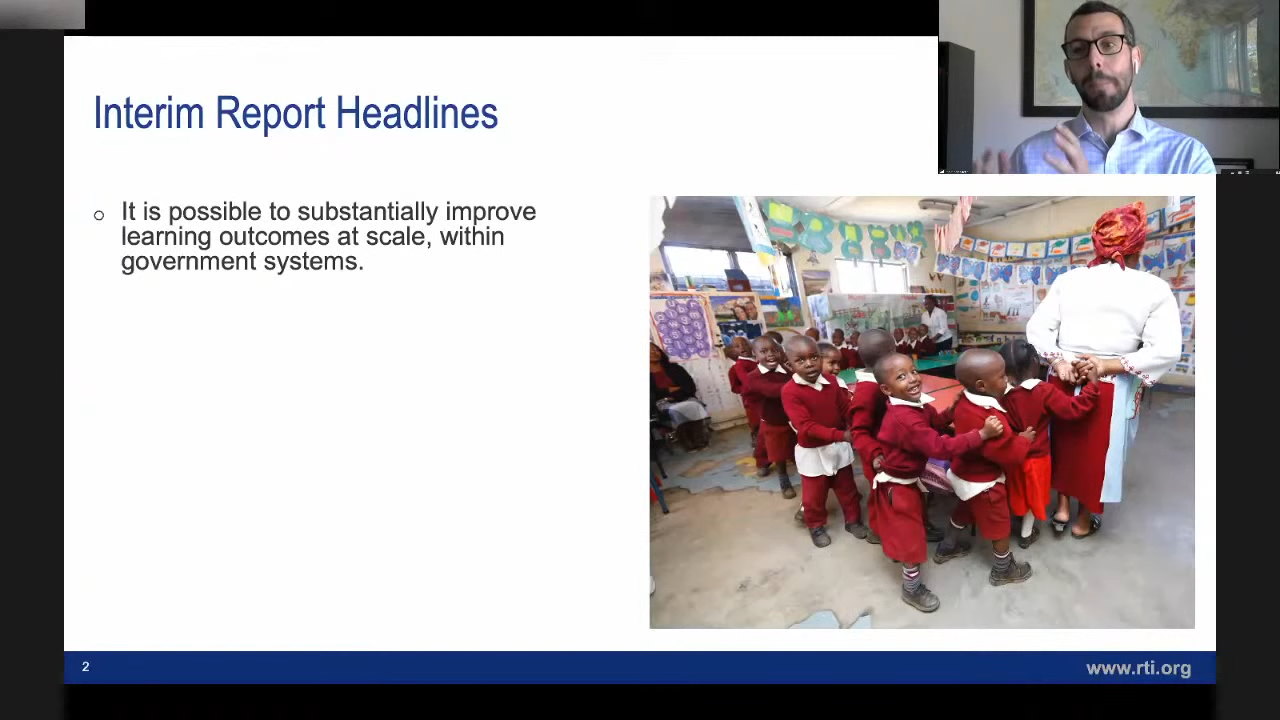 Interim Report Headlines
It is possible to substantially improve
learning outcomes at scale, within
government systems.
2
www.rti.org